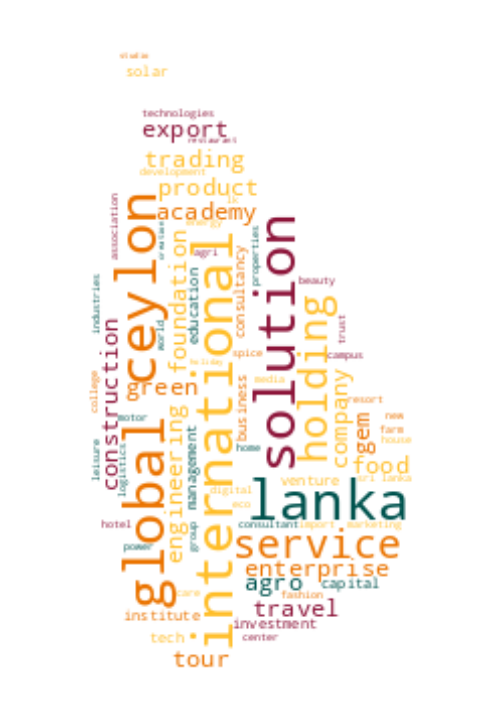 studio
solar
technologies
export
restaurant
trading
development
product
lk
academy
energy
association
creation
ceylon
foundation
international
agri
consultancy
properties
solution
beauty
education
industries
world
construction
holding
trust
spice
campus
holiday
college
green
business
media
company
resort
motor
global
engineering
management
gem
new
farm
house
home
leisure
logistics
food
digital
venture
sri lanka
eco
lanka
hotel
group
consultant
import
marketing
power
service
enterprise
agro
capital
care
fashion
institute
travel
investment
tech
center
tour